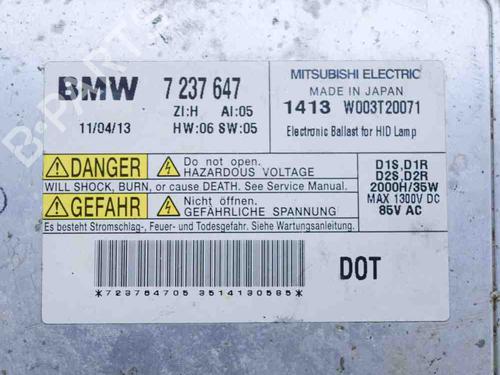 BMW 7 237 647
ZI:H AI:05
11/04/13 HW:06 SW:05
MITSUBISHI ELECTRIC
MADE IN JAPAN
1413 W003T20071
Electronic Ballast for HID Lamp
DANGER Do not open.
HAZARDOUS VOLTAGE
WILL SHOCK, BURN, or cause DEATH. See Service Manual.
GEFAHR Nicht öffnen.
GEFÄHRLICHE SPANNUNG
Es besteht Stromschlag-, Feuer- und Todesgefahr. Siehe Wartungsanleitung.
D1S,D1R
D2S,D2R
2000H/35W
MAX 1300V DC
85V AC
DOT
*723764705 3514130585*
B-PARTS